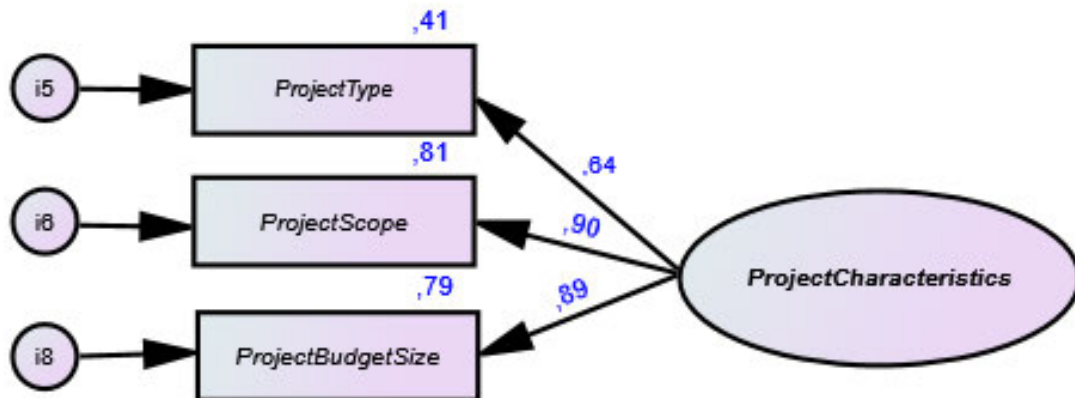 ,41
i5
ProjectType
,64
,81
i6
ProjectScope
,90
ProjectCharacteristics
,79
,89
i8
ProjectBudgetSize